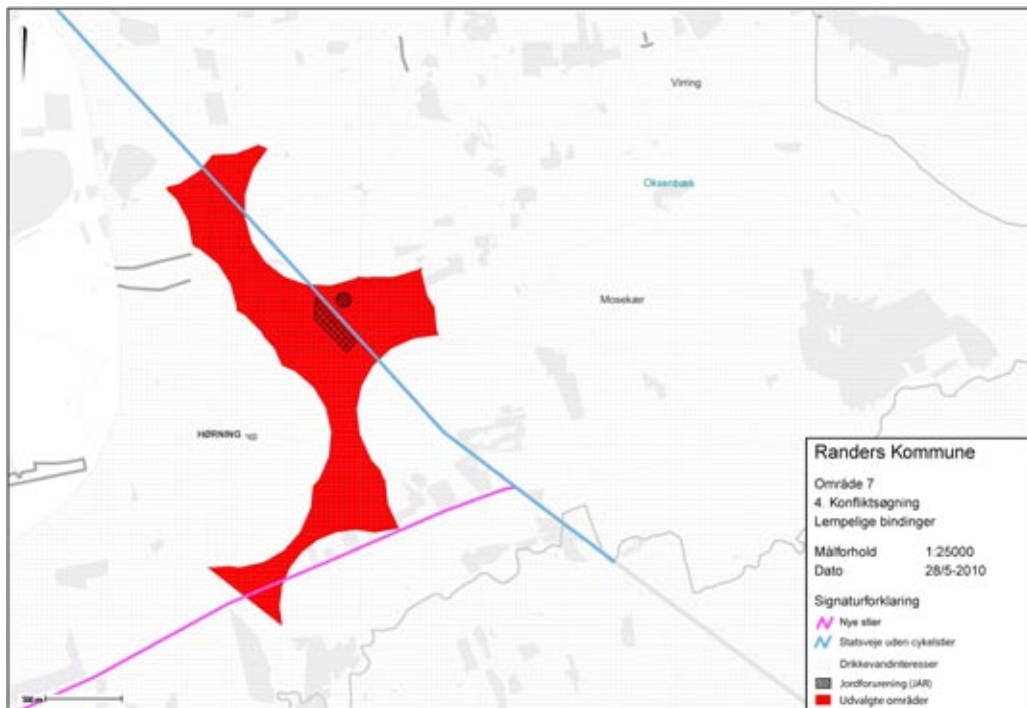 Virring
Oksenbæk
Mosekær
HØRNING
Randers Kommune
Område 7
4. Konfliktsøgning
Lempelige bindinger
Målforhold 1:25000
Dato 28/5-2010
Signaturforklaring
Nye stier
Statsveje uden cykelstier
Drikkevandinteresser
Jordforurening (JAR)
Udvalgte områder
500 m